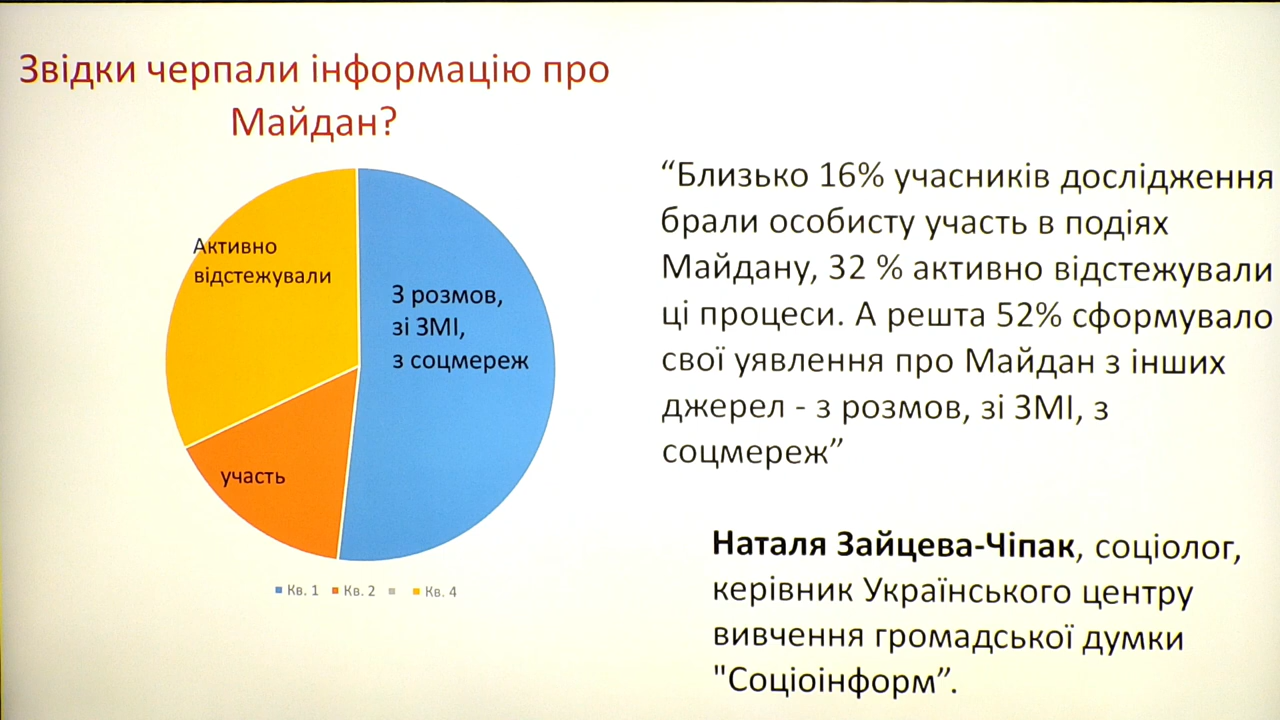 Звідки черпали інформацію про
Майдан?
Активно
відстежували
З розмов,
зі ЗМІ,
з соцмереж
участь
Кв. 1 Кв. 2 Кв. 4
“Близько 16% учасників дослідження
брали особисту участь в подіях
Майдану, 32 % активно відстежували
ці процеси. А решта 52% сформувало
свої уявлення про Майдан з інших
джерел - з розмов, зі ЗМІ, з
соцмереж”
Наталя Зайцева-Чіпак, соціолог,
керівник Українського центру
вивчення громадської думки
"Соціоінформ”.